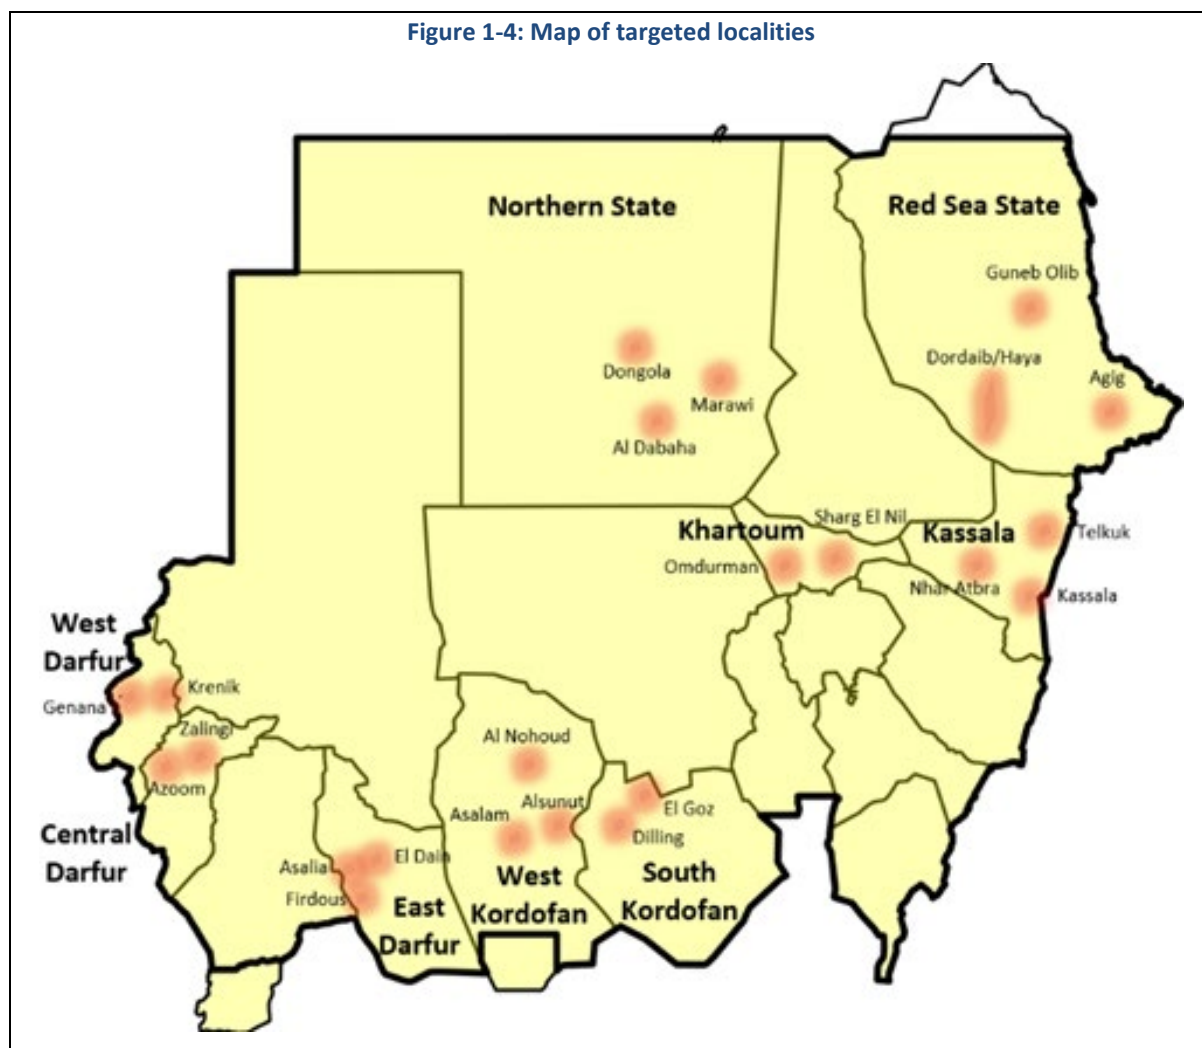 Figure 1-4: Map of targeted localities
Northern State
Red Sea State
Guneb Olib
Dongola
Marawi
Al Dabaha
Dordaib/Haya
Agig
Khartoum
Sharg El Nil
Omdurman
Kassala
Telkuk
Nhar Atbra
Kassala
West
Darfur
Genana
Krenik
Zalingi
Azoom
Central
Darfur
Al Nohoud
Asalam
Alsunut
El Goz
Dilling
Asalia
El Dain
Firdous
East
Darfur
West
Kordofan
South
Kordofan